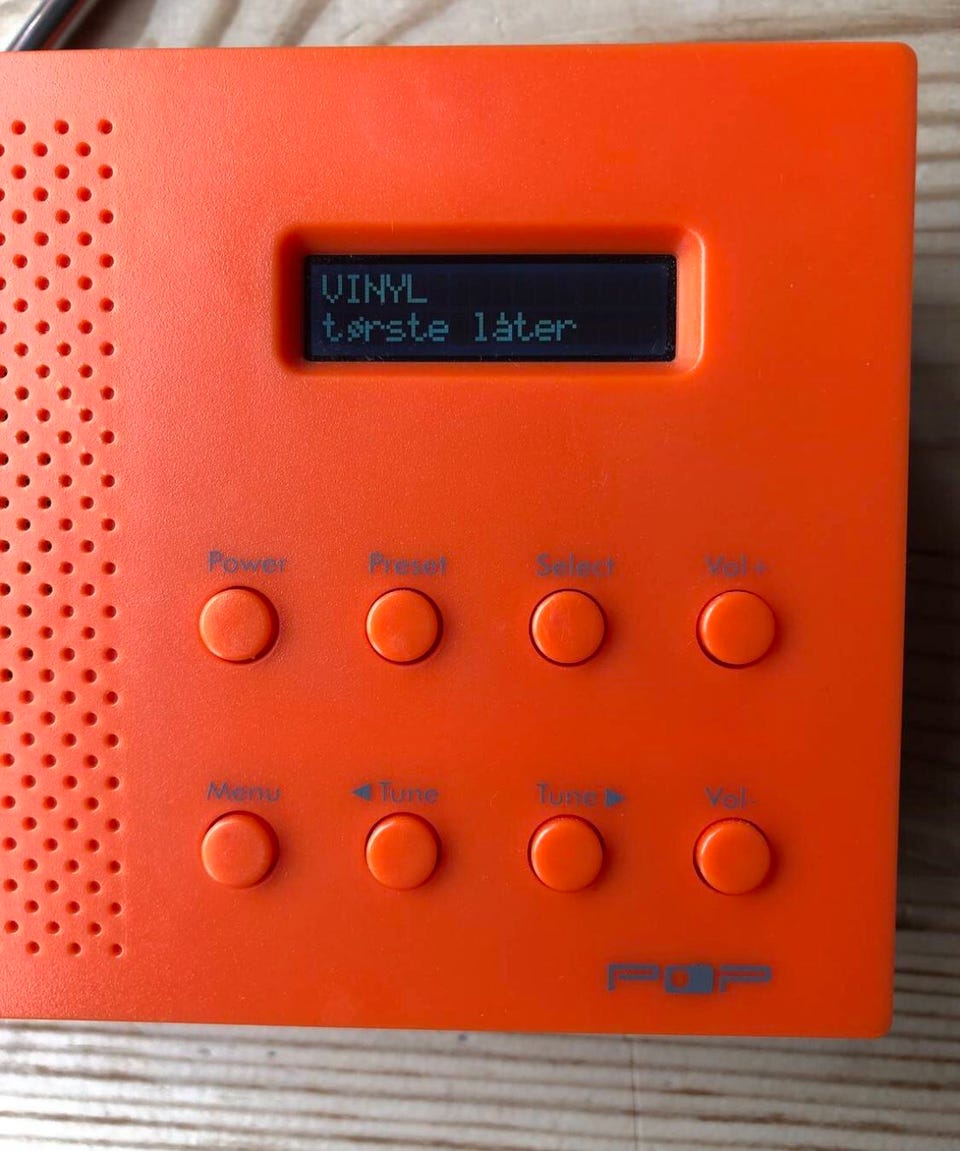 VINYL
tørste låter
Power Preset Select Vol+
Menu ◀Tune Tune▶ Vol-
POP